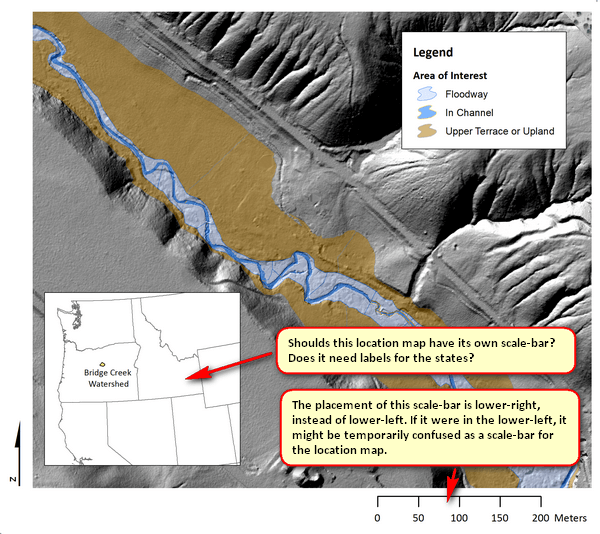 Legend
Area of Interest
Floodway
In Channel
Upper Terrace or Upland
Bridge Creek
Watershed
Shoulds this location map have its own scale-bar?
Does it need labels for the states?
The placement of this scale-bar is lower-right,
instead of lower-left. If it were in the lower-left, it
might be temporarily confused as a scale-bar for
the location map.
N
0 50 100 150 200 Meters